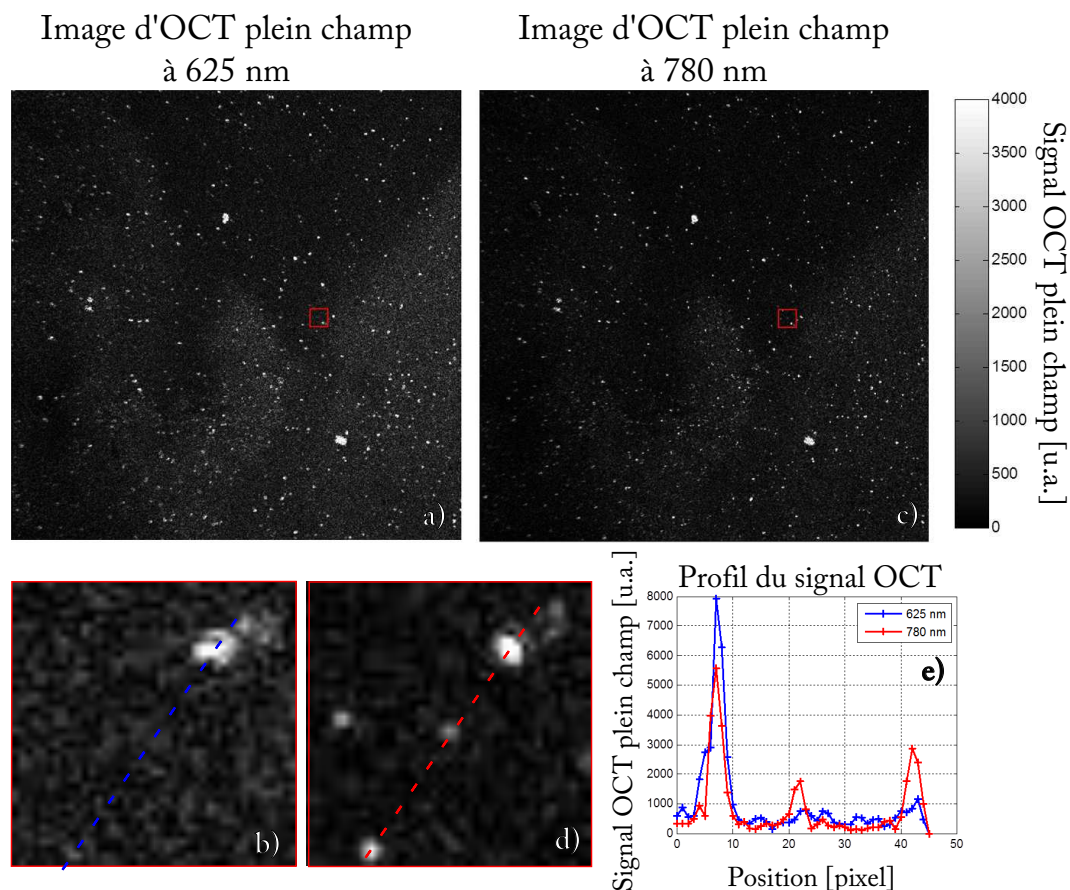 Image d'OCT plein champ
à 625 nm
Image d'OCT plein champ
à 780 nm
a)
c)
4000
3500
3000
2500
2000
1500
1000
500
0
Signal OCT plein champ [u.a.]
b)
d)
Profil du signal OCT
Signal OCT plein champ [u.a.]
8000
7000
6000
5000
4000
3000
2000
1000
0
625 nm
780 nm
e)
0 10 20 30 40 50
Position [pixel]